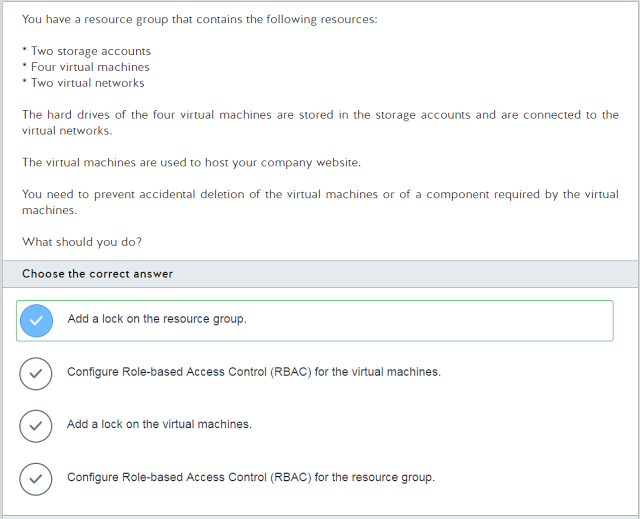 You have a resource group that contains the following resources:
* Two storage accounts
* Four virtual machines
* Two virtual networks
The hard drives of the four virtual machines are stored in the storage accounts and are connected to the
virtual networks.
The virtual machines are used to host your company website.
You need to prevent accidental deletion of the virtual machines or of a component required by the virtual
machines.
What should you do?
Choose the correct answer
Add a lock on the resource group.
Configure Role-based Access Control (RBAC) for the virtual machines.
Add a lock on the virtual machines.
Configure Role-based Access Control (RBAC) for the resource group.